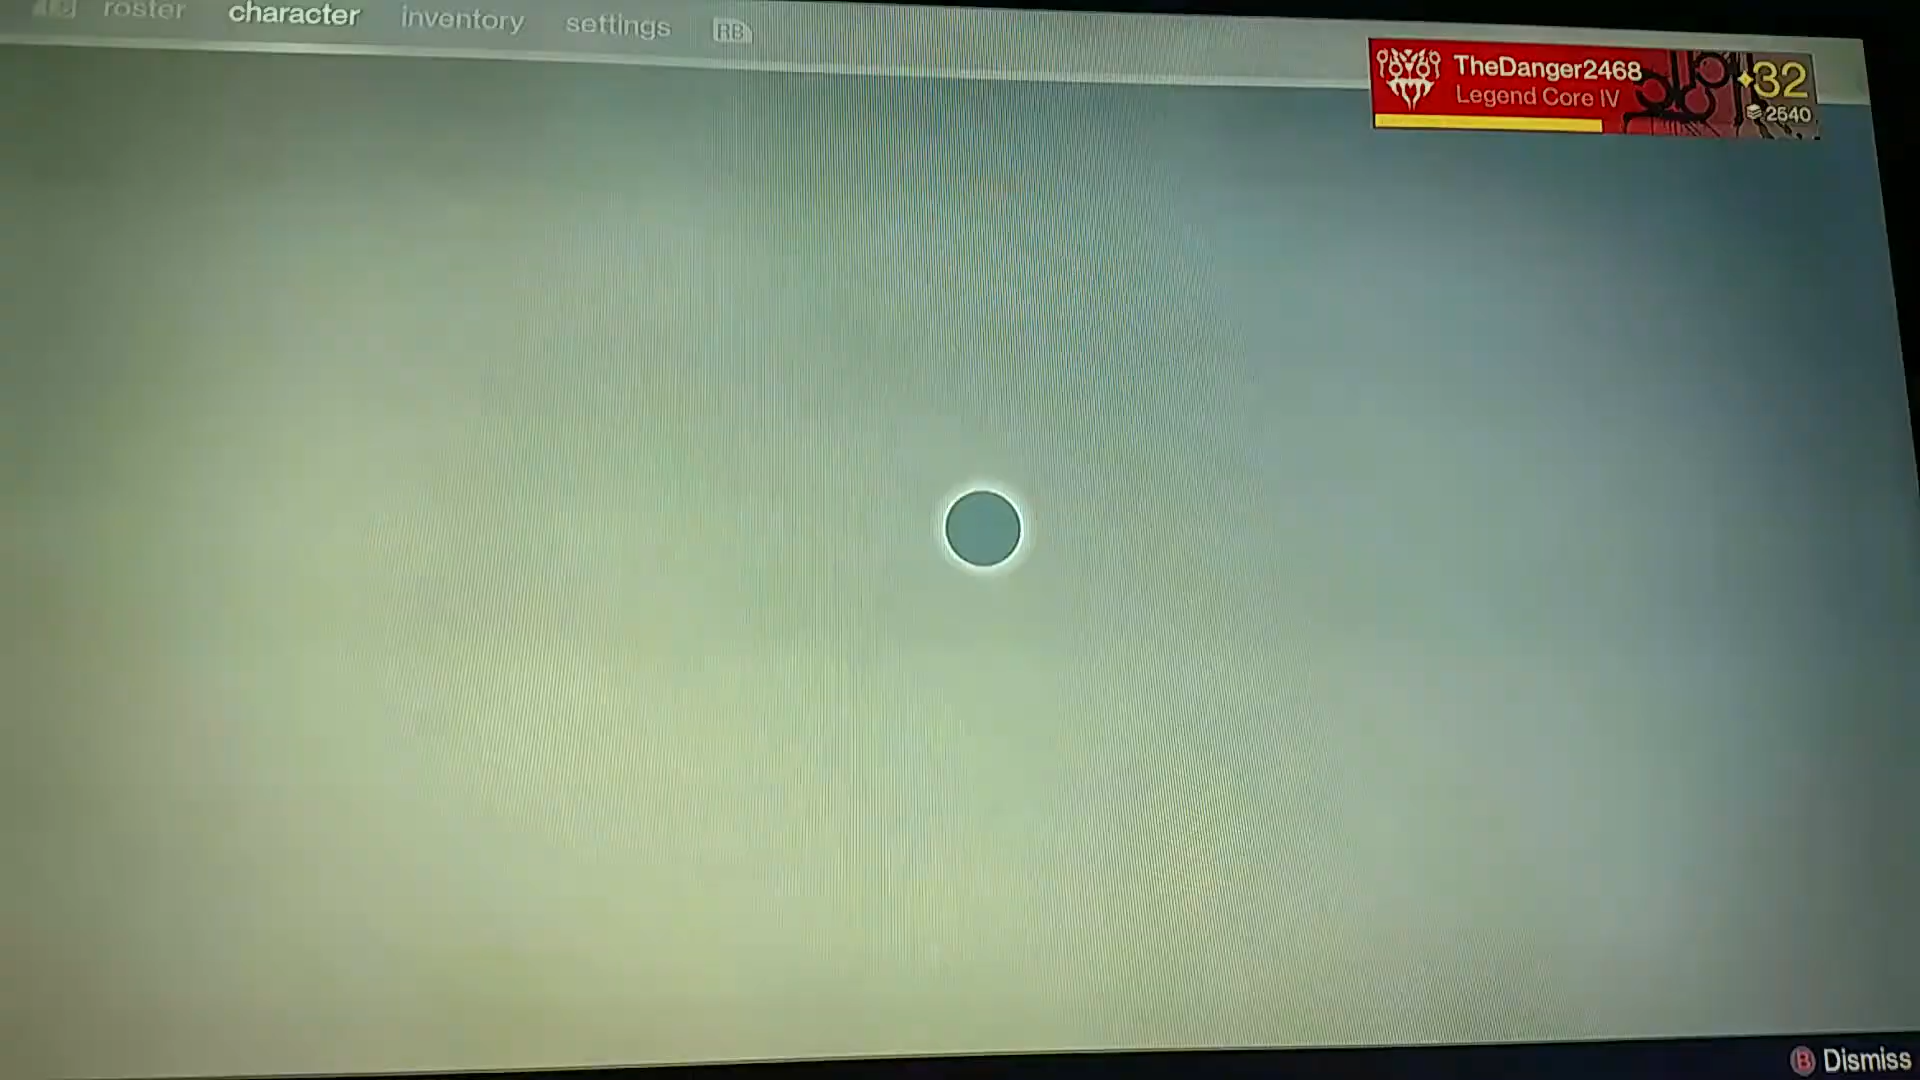 roster character inventory settings RB
TheDanger2468
Legend Core IV
32
2540
B Dismiss